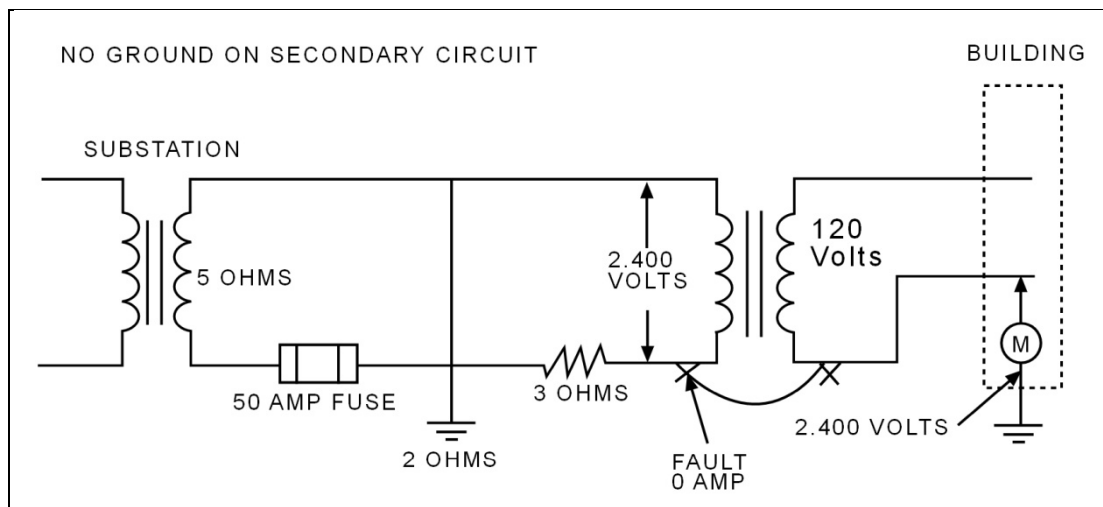 NO GROUND ON SECONDARY CIRCUIT
BUILDING
SUBSTATION
5 OHMS
2.400
VOLTS
120
Volts
M
50 AMP FUSE
3 OHMS
2 OHMS
FAULT
0 AMP
2.400 VOLTS